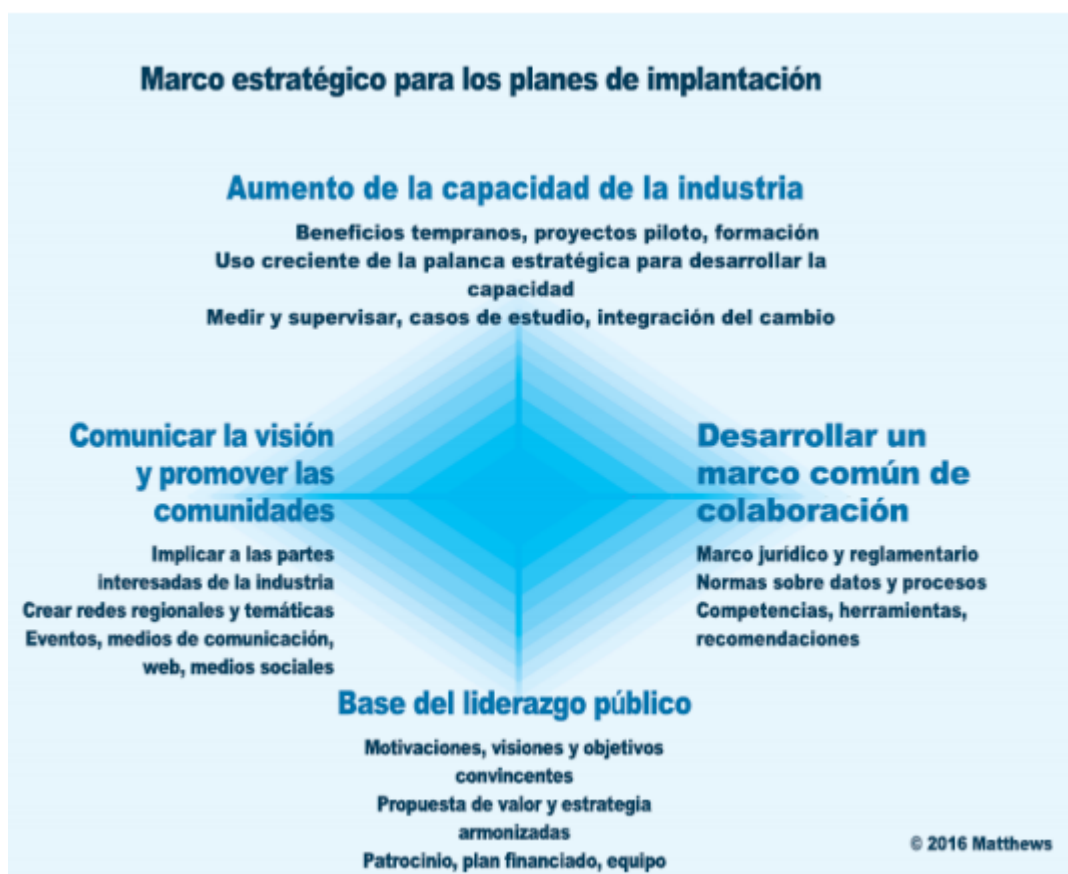 Marco estratégico para los planes de implantación
Aumento de la capacidad de la industria
Beneficios tempranos, proyectos piloto, formación
Uso creciente de la palanca estratégica para desarrollar la
capacidad
Medir y supervisar, casos de estudio, integración del cambio
Comunicar la visión
y promover las
comunidades
Implicar a las partes
interesadas de la industria
Crear redes regionales y temáticas
Eventos, medios de comunicación,
web, medios sociales
Desarrollar un
marco común de
colaboración
Marco jurídico y reglamentario
Normas sobre datos y procesos
Competencias, herramientas,
recomendaciones
Base del liderazgo público
Motivaciones, visiones y objetivos
convincentes
Propuesta de valor y estrategia
armonizadas
Patrocinio, plan financiado, equipo
© 2016 Matthews